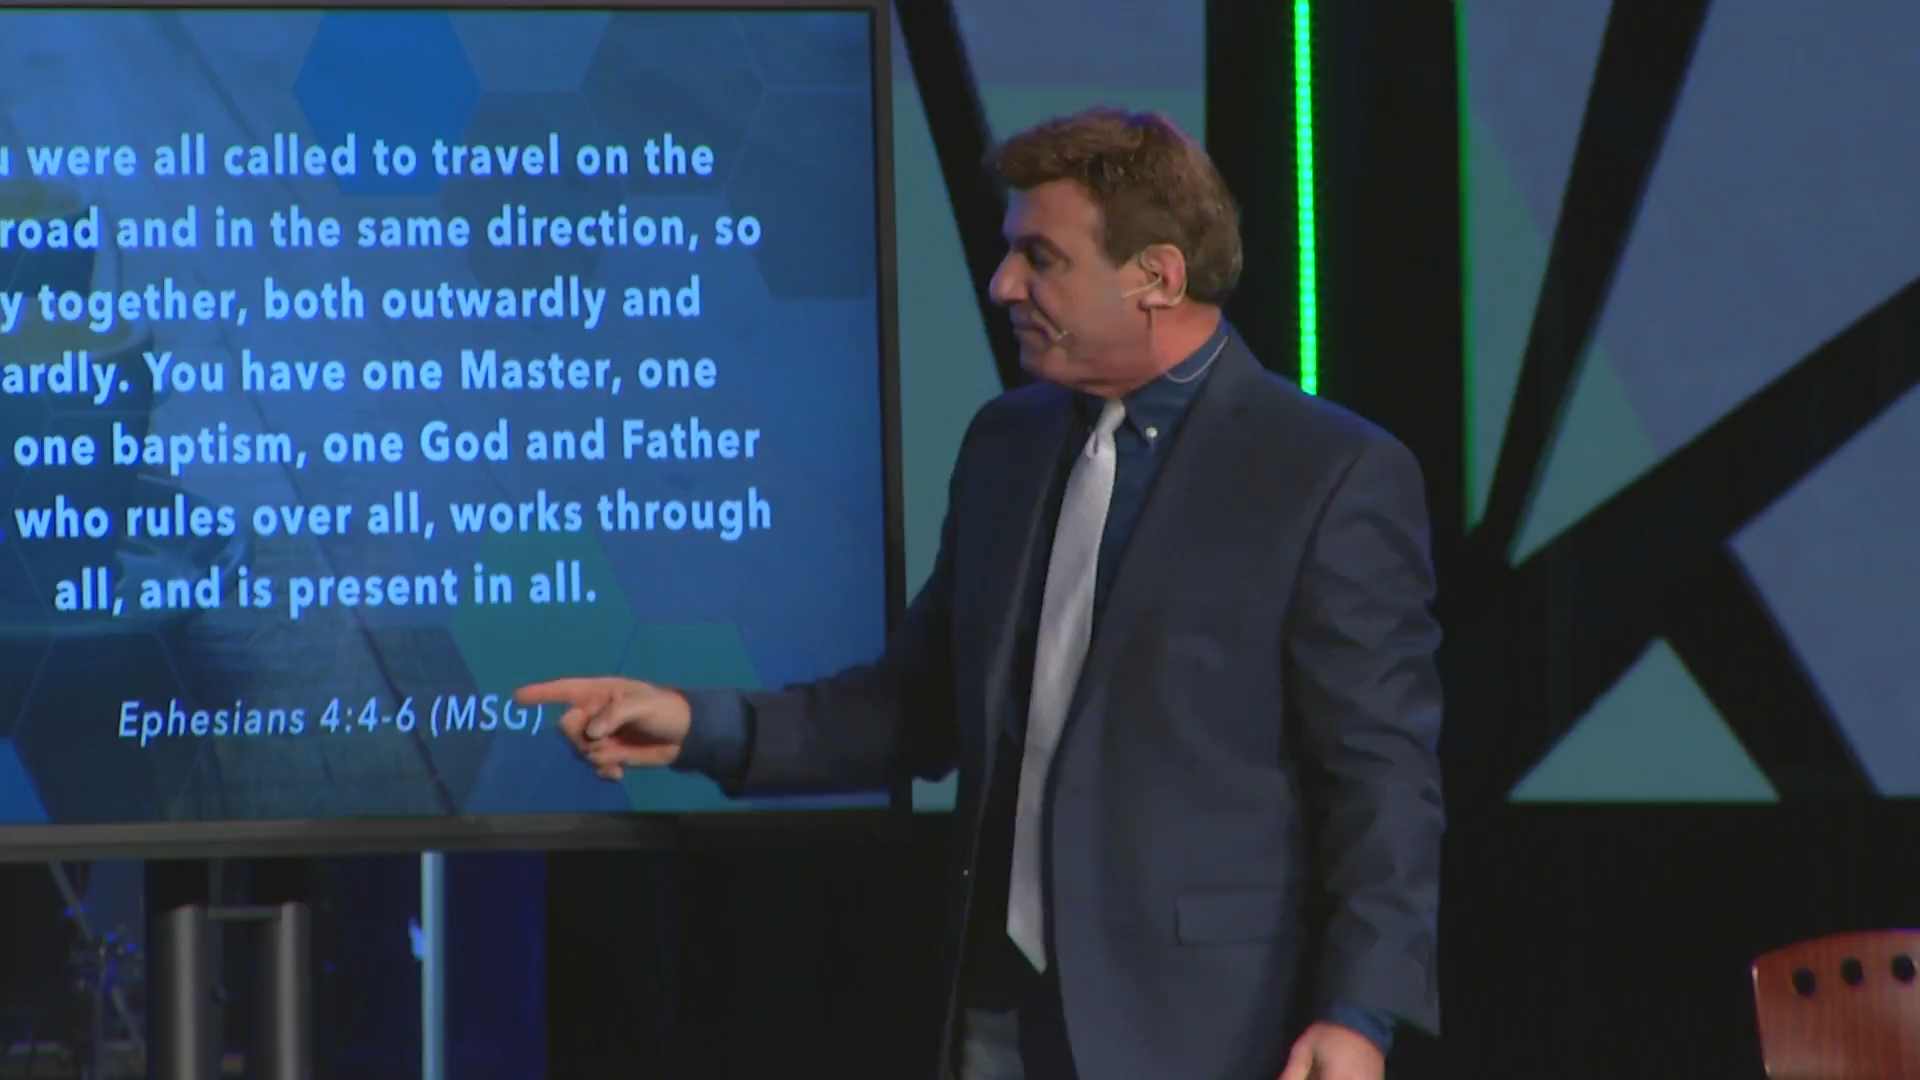 were all called to travel on the
road and in the same direction, so
together, both outwardly and
You have one Master, one
one baptism, one God and Father
who rules over all, works through
all, and is present in all.
Ephesians 4:4-6 (MSG)